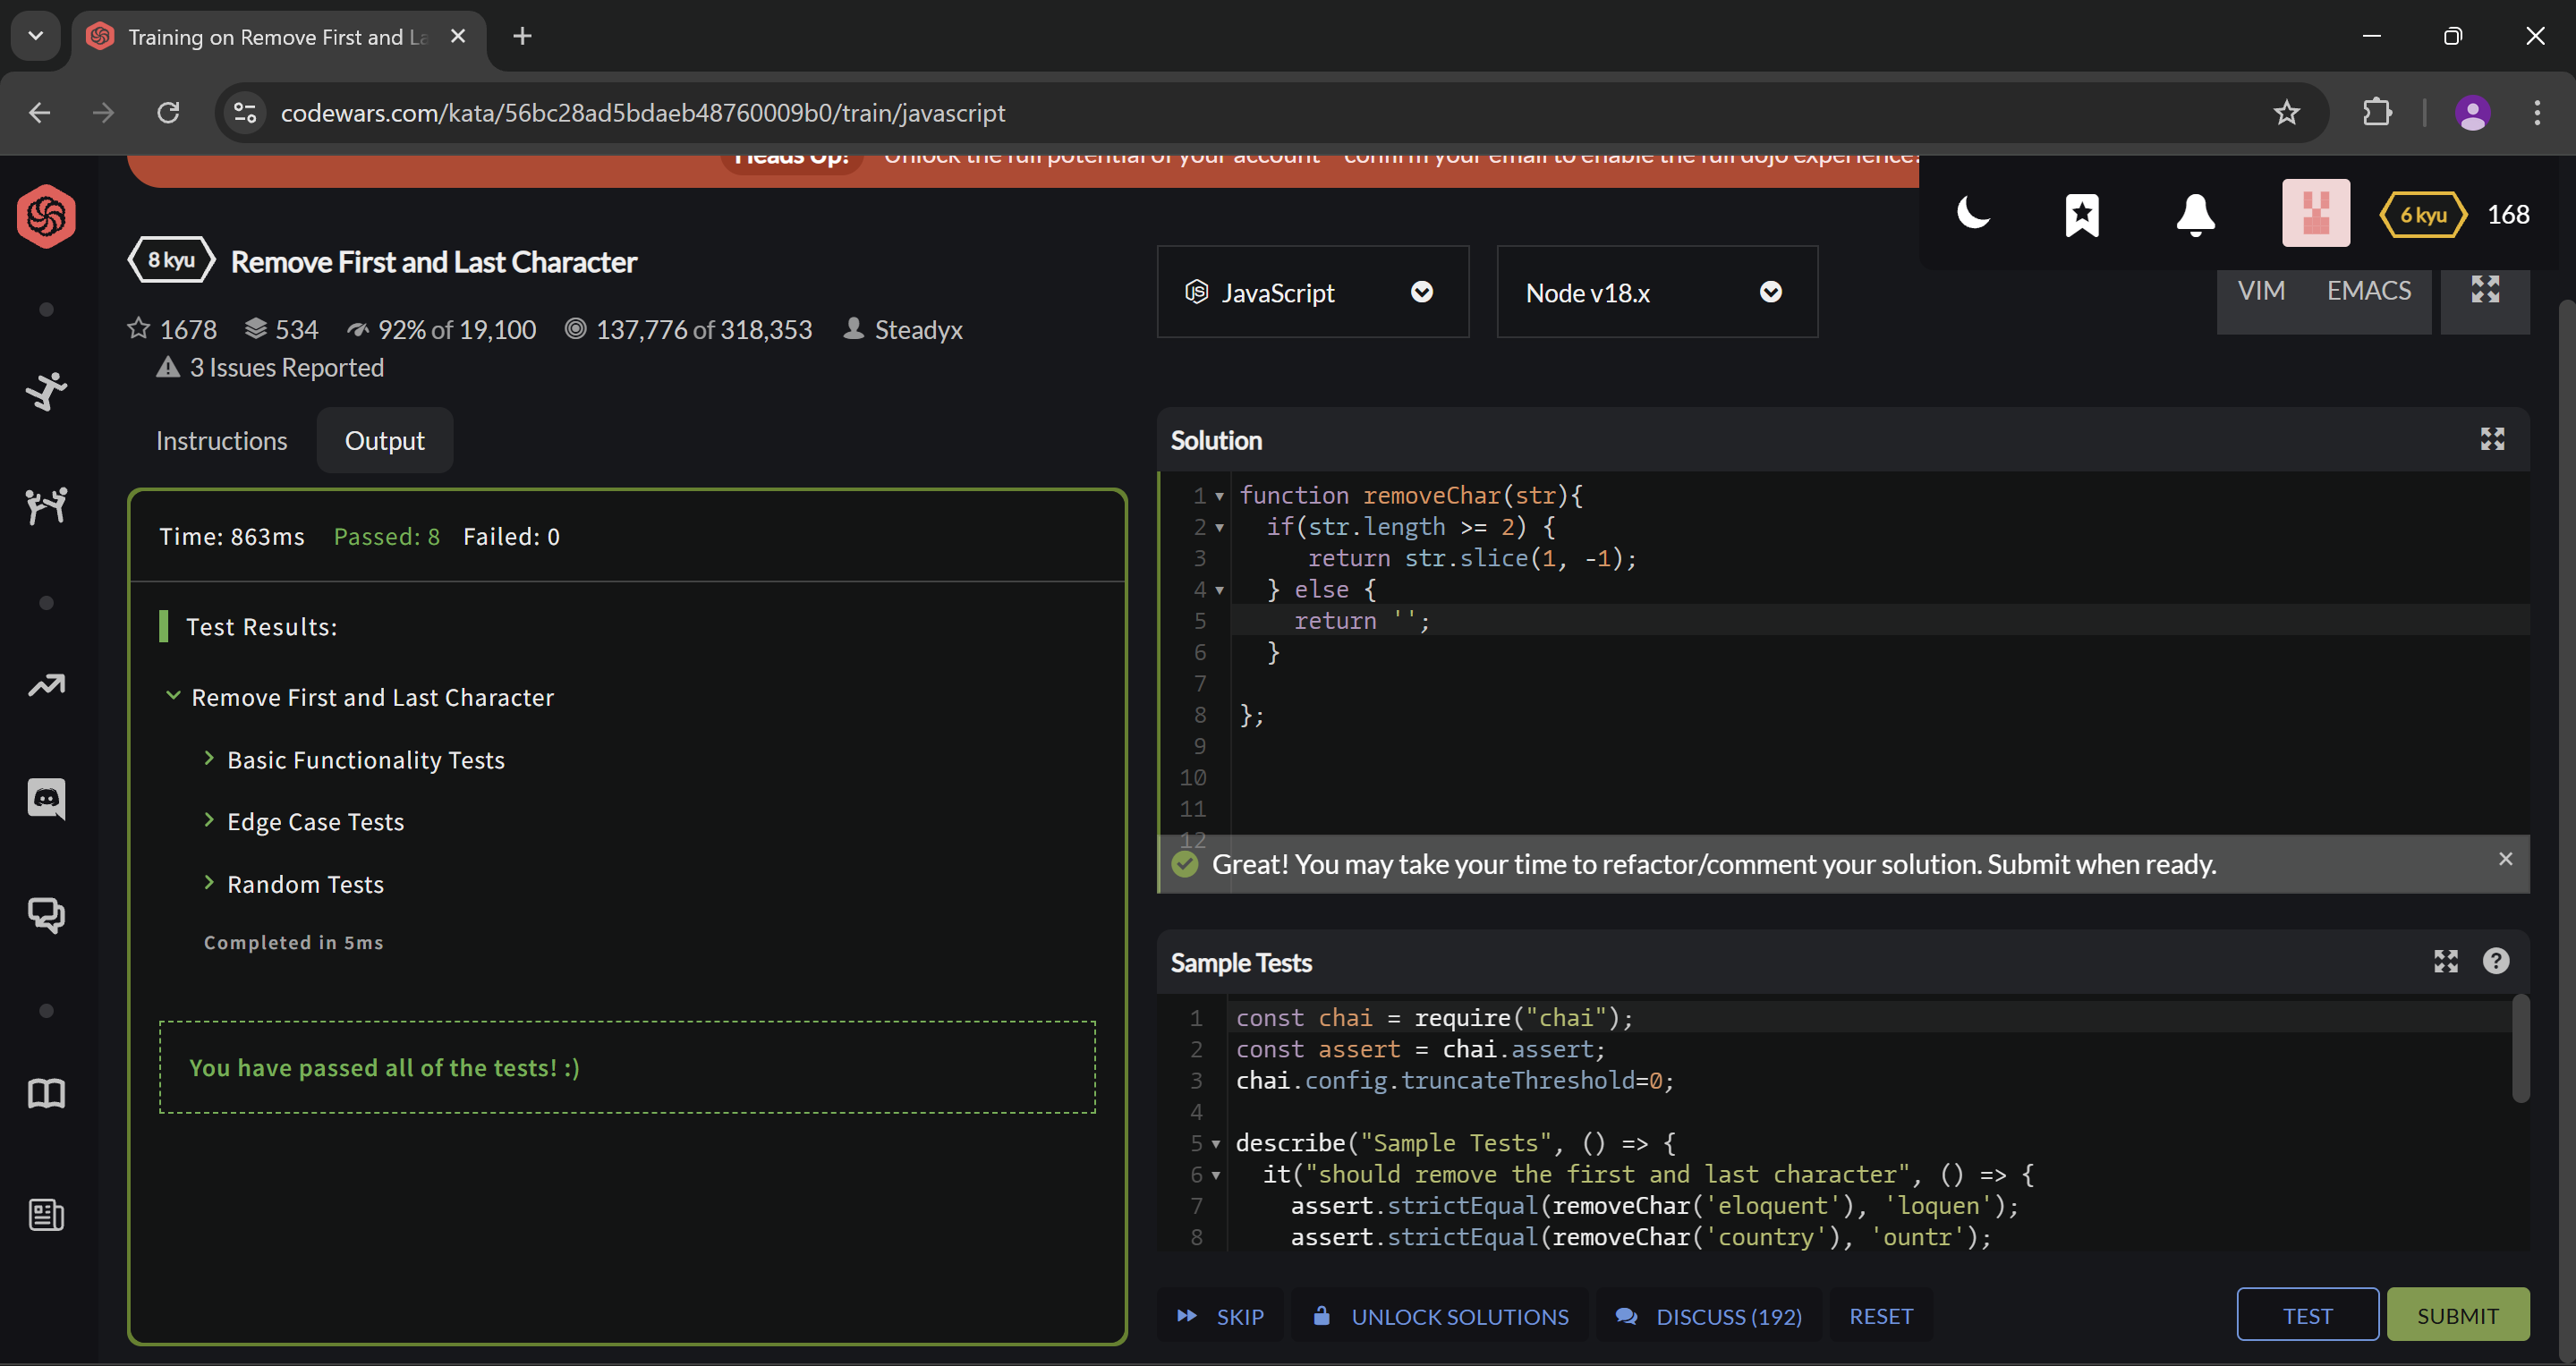 Training on Remove First and La
codewars.com/kata/56bc28ad5bdaeb48760009b0/train/javascript
Heads Up! Unlock the full potential of your account confirm your email to enable the full dojo experience.
6 kyu 168
8 kyu Remove First and Last Character
1678 534 92% of 19,100 137,776 of 318,353 Steadyx
3 Issues Reported
JavaScript Node v18.x VIM EMACS
Instructions Output
Time: 863ms Passed: 8 Failed: 0
Test Results:
Remove First and Last Character
Basic Functionality Tests
Edge Case Tests
Random Tests
Completed in 5ms
You have passed all of the tests! :)
Solution
1 function removeChar(str){
2 if(str.length >= 2) {
3 return str.slice(1, -1);
4 } else {
5 return '';
6 }
7
8 };
9
10
11
12
Great! You may take your time to refactor/comment your solution. Submit when ready.
Sample Tests
1 const chai = require("chai");
2 const assert = chai.assert;
3 chai.config.truncateThreshold=0;
4
5 describe("Sample Tests", () => {
6 it("should remove the first and last character", () => {
7 assert.strictEqual(removeChar('eloquent'), 'loquen');
8 assert.strictEqual(removeChar('country'), 'ountr');
SKIP UNLOCK SOLUTIONS DISCUSS (192) RESET TEST SUBMIT